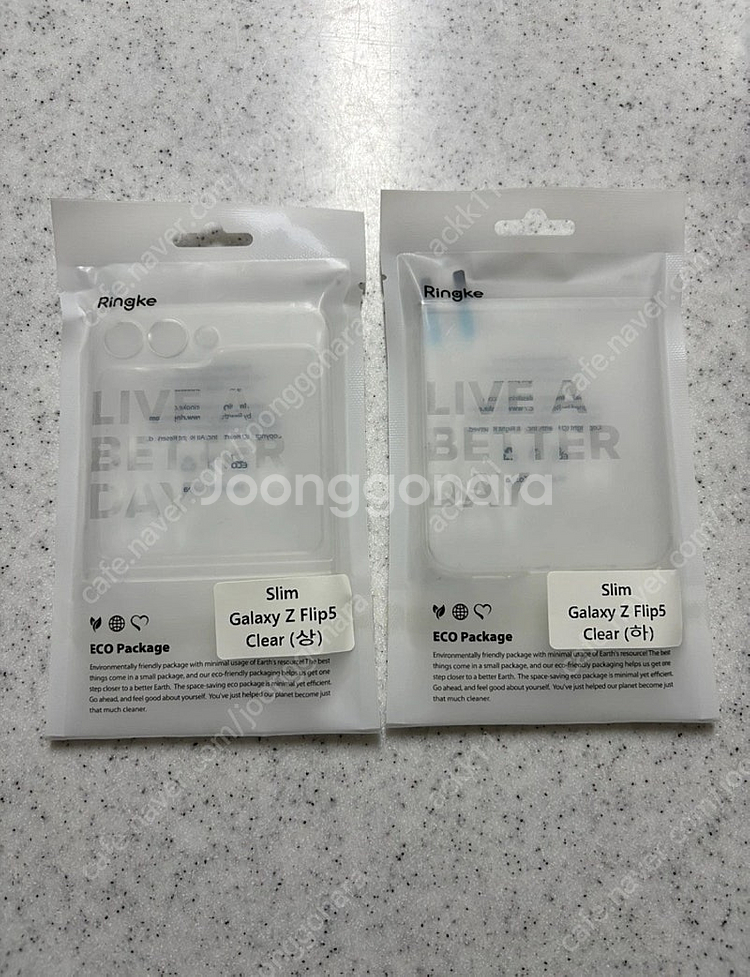 Ringke
LIVE A
BETTER
DAY
Slim
Galaxy Z Flip5
Clear (상)
ECO Package
Environmentally friendly package with minimal usage of Earth's resource! The best
things come in a small package, and our eco-friendly packaging helps us get one
step closer to a better Earth. The space-saving eco package is minimal yet efficient.
Go ahead, and feel good about yourself. You've just helped our planet become just
that much cleaner.
Ringke
LIVE A
BETTER
DAY
Slim
Galaxy Z Flip5
Clear (하)
ECO Package
Environmentally friendly package with minimal usage of Earth's resource! The best
things come in a small package, and our eco-friendly packaging helps us get one
step closer to a better Earth. The space-saving eco package is minimal yet efficient.
Go ahead, and feel good about yourself. You've just helped our planet become just
that much cleaner.
Joonggonara
cafe.naver.com/joonggonara